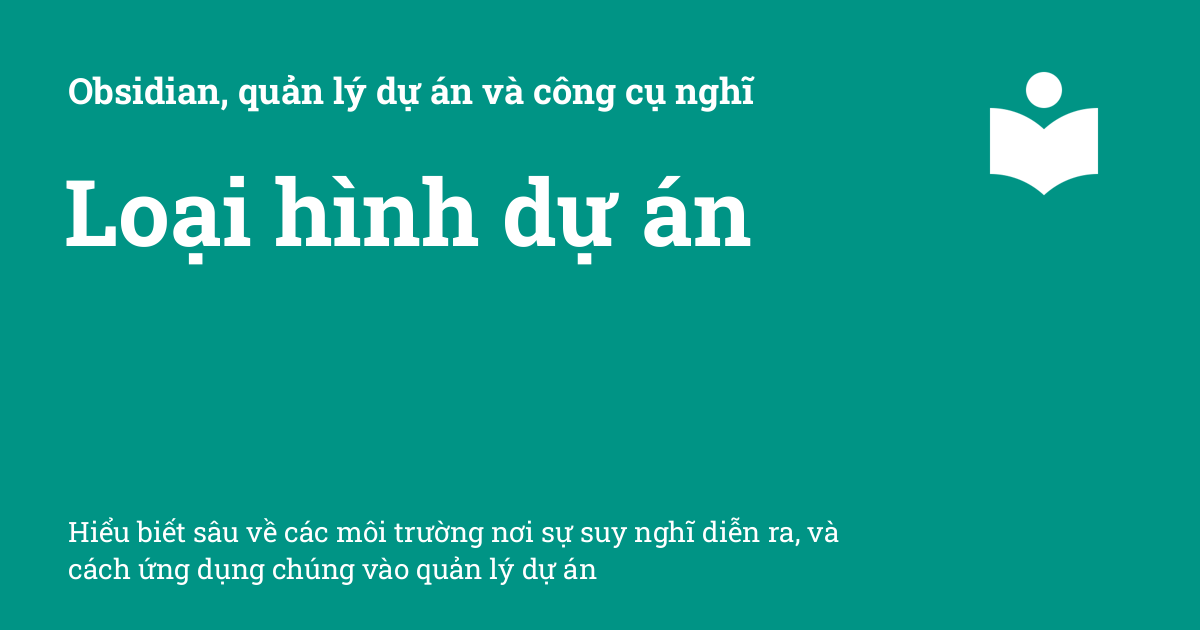 Obsidian, quản lý dự án và công cụ nghĩ
Loại hình dự án
Hiểu biết sâu về các môi trường nơi sự suy nghĩ diễn ra, và
cách ứng dụng chúng vào quản lý dự án